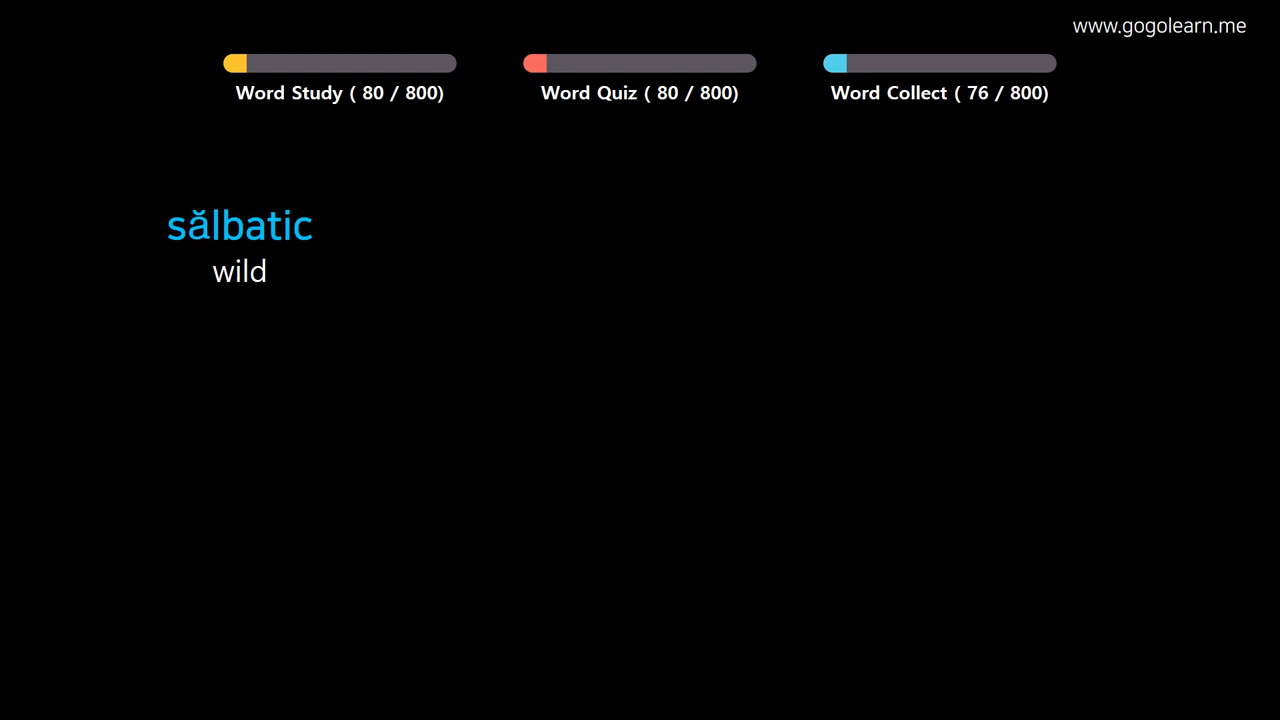 www.gogolearn.me
Word Study ( 80 / 800)
Word Quiz ( 80 / 800)
Word Collect ( 76 / 800)
sălbatic
wild